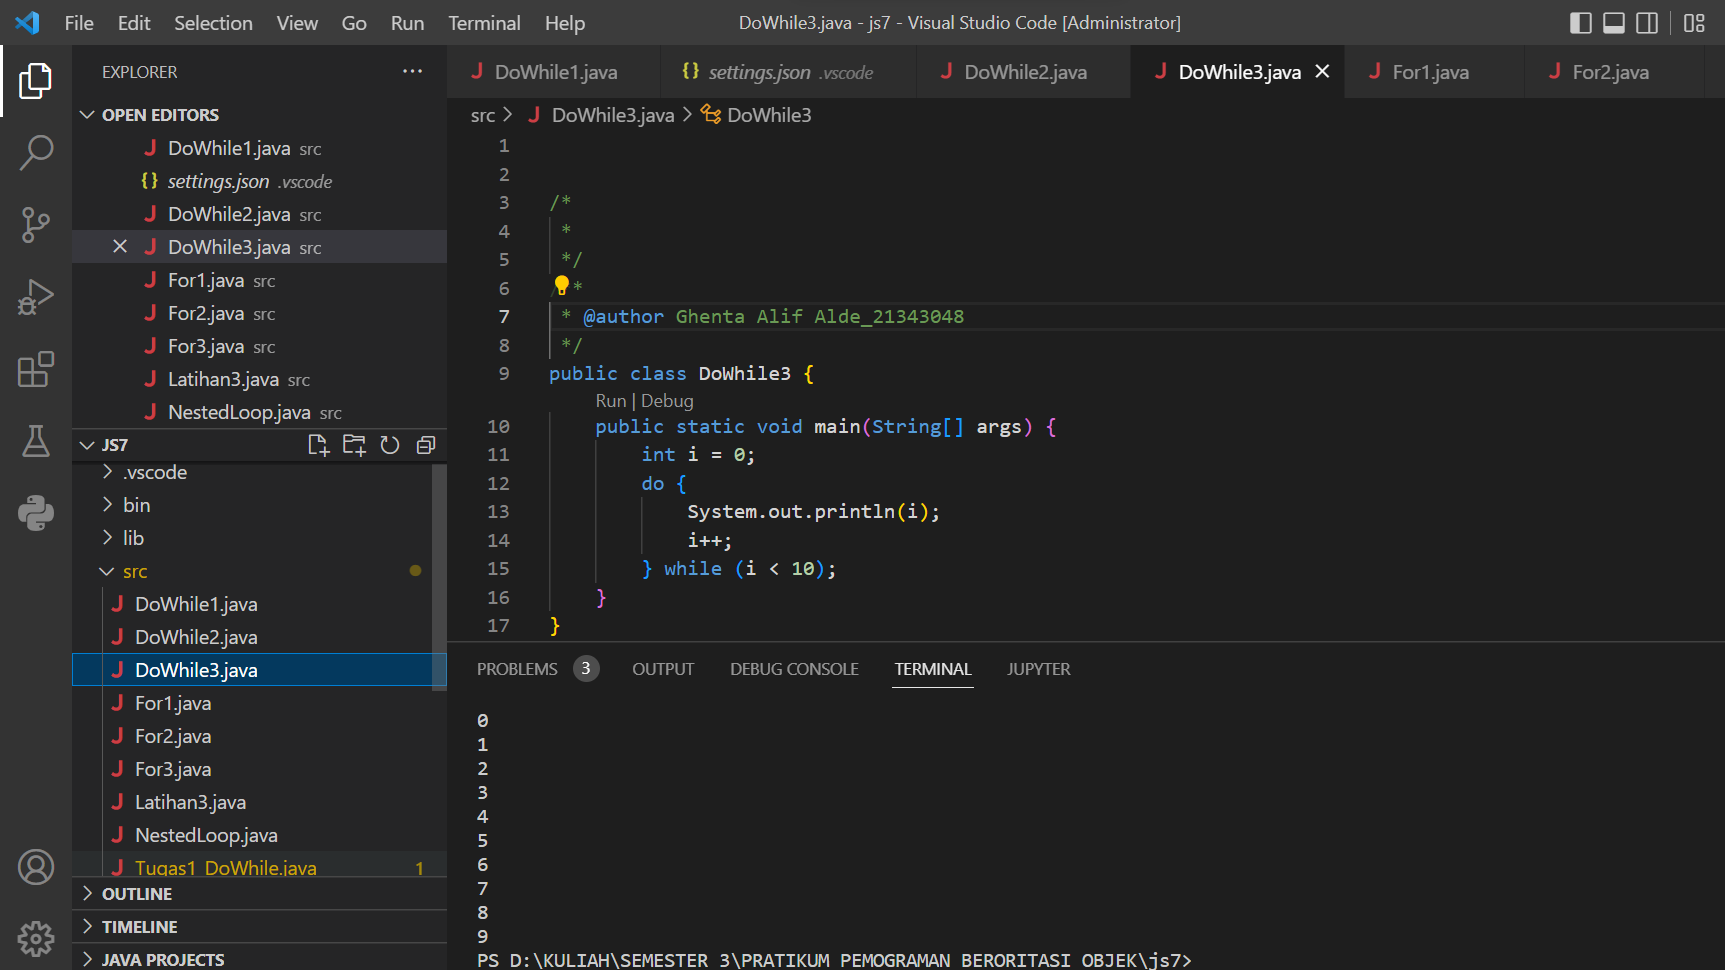 File Edit Selection View Go Run Terminal Help DoWhile3.java - js7 - Visual Studio Code [Administrator]
EXPLORER ···
OPEN EDITORS
DoWhile1.java src
{} settings.json .vscode
DoWhile2.java src
DoWhile3.java src
For1.java src
For2.java src
For3.java src
Latihan3.java src
NestedLoop.java src
JS7
.vscode
bin
lib
src
DoWhile1.java
DoWhile2.java
DoWhile3.java
For1.java
For2.java
For3.java
Latihan3.java
NestedLoop.java
Tugas1_DoWhile.java 1
OUTLINE
TIMELINE
JAVA PROJECTS
DoWhile1.java {} settings.json .vscode DoWhile2.java DoWhile3.java For1.java For2.java
src > DoWhile3.java > DoWhile3
1
2
3 /*
4 *
5 */
6 *
7 * @author Ghenta Alif Alde_21343048
8 */
9 public class DoWhile3 {
Run | Debug
10 public static void main(String[] args) {
11 int i = 0;
12 do {
13 System.out.println(i);
14 i++;
15 } while (i < 10);
16 }
17 }
PROBLEMS 3 OUTPUT DEBUG CONSOLE TERMINAL JUPYTER
0
1
2
3
4
5
6
7
8
9
PS D:\KULIAH\SEMESTER 3\PRATIKUM PEMOGRAMAN BERORITASI OBJEK\js7>